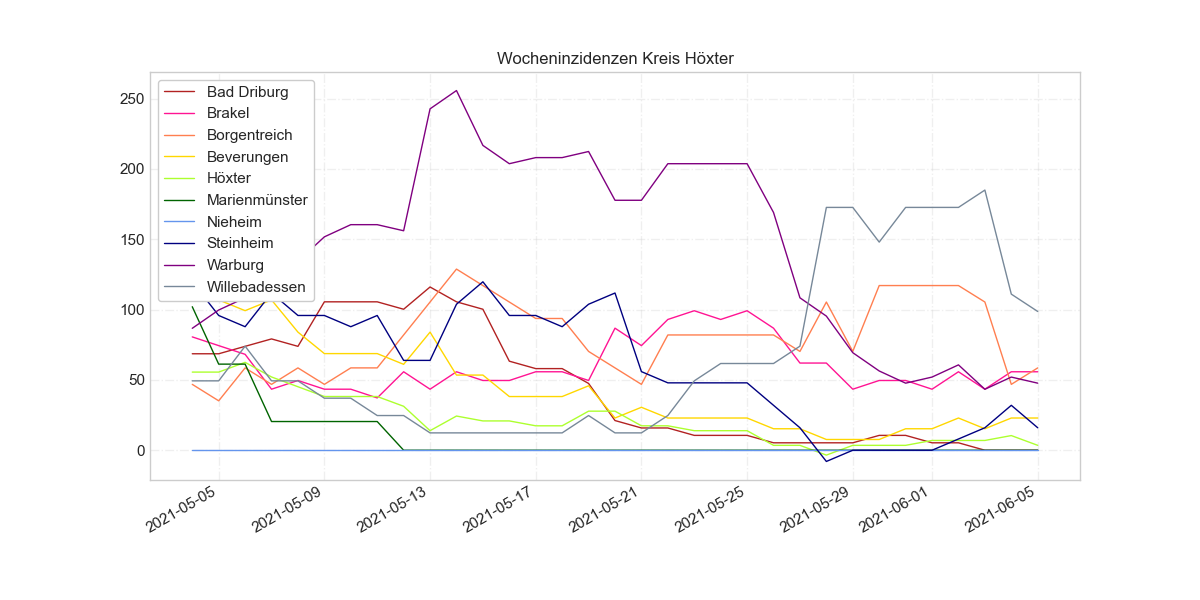 Wocheninzidenzen Kreis Höxter
250
200
150
100
50
0
Bad Driburg
Brakel
Borgentreich
Beverungen
Höxter
Marienmünster
Nieheim
Steinheim
Warburg
Willebadessen
2021-05-05
2021-05-09
2021-05-13
2021-05-17
2021-05-21
2021-05-25
2021-05-29
2021-06-01
2021-06-05